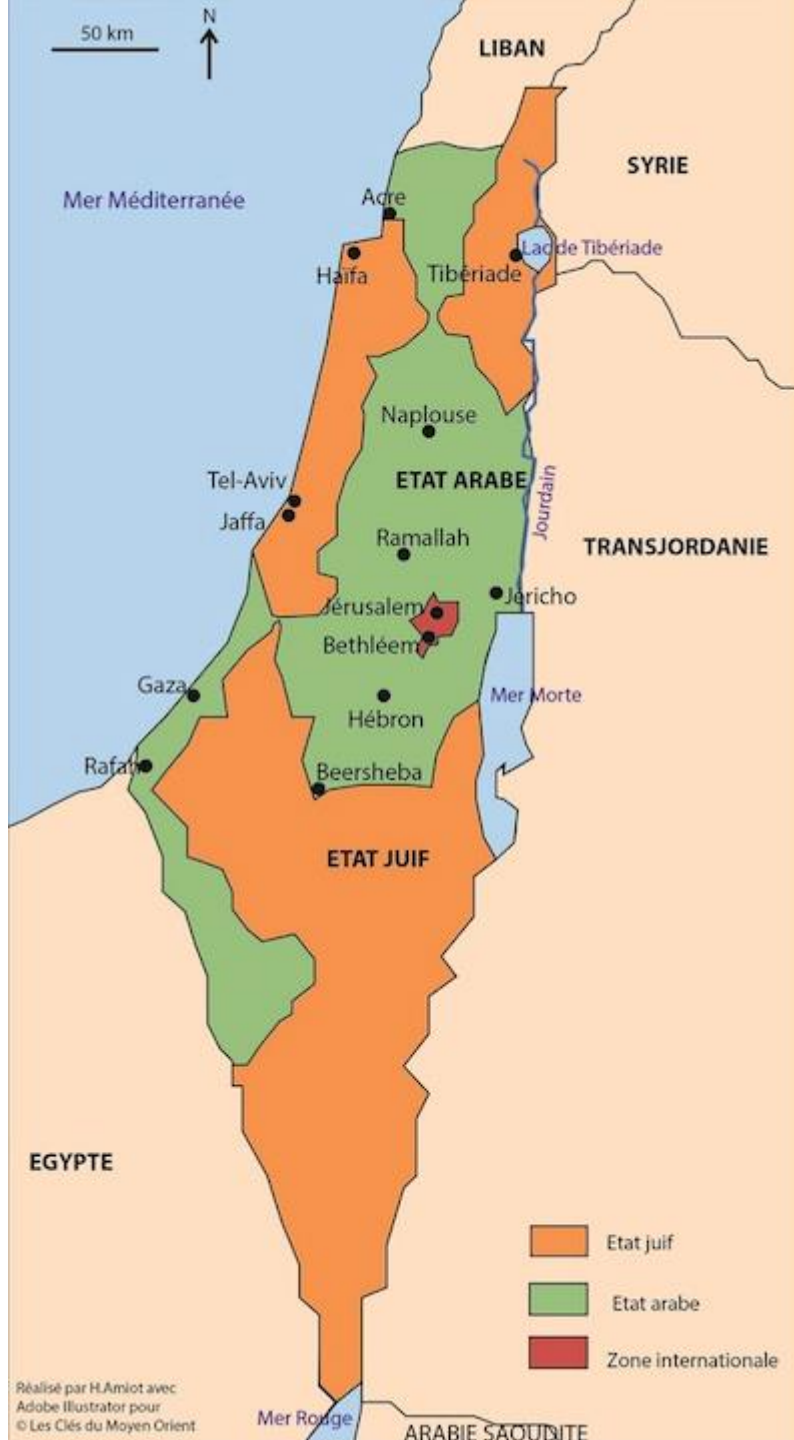 50 km
N
LIBAN
SYRIE
Mer Méditerranée
Acre
Lac de Tibériade
Haïfa
Tibériade
Naplouse
Tel-Aviv
ETAT ARABE
Jourdain
Jaffa
Ramallah
TRANSJORDANIE
Jéricho
Jérusalem
Bethléem
Gaza
Mer Morte
Hébron
Rafah
Beersheba
ETAT JUIF
EGYPTE
Etat juif
Etat arabe
Zone internationale
Réalisé par H.Amiot avec
Adobe Illustrator pour
© Les Clés du Moyen Orient
Mer Rouge
ARABIE SAOUDITE